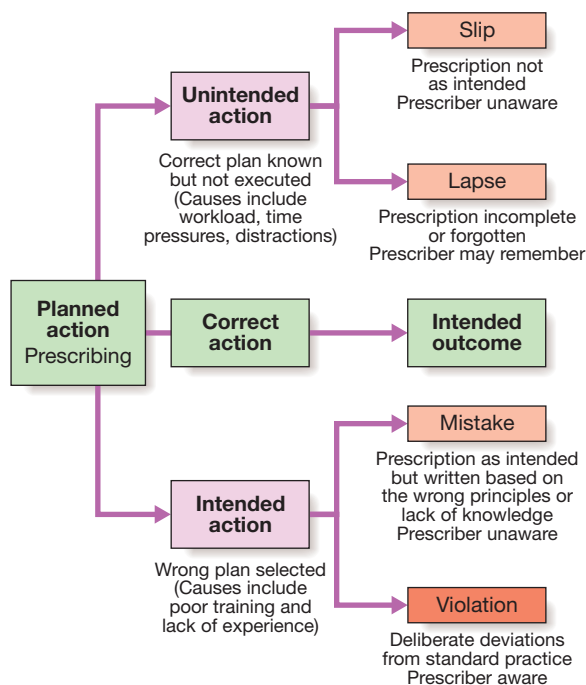 Slip
Prescription not
as intended
Prescriber unaware
Unintended
action
Correct plan known
but not executed
(Causes include
workload, time
pressures, distractions)
Lapse
Prescription incomplete
or forgotten
Prescriber may remember
Planned
action
Prescribing
Correct
action
Intended
outcome
Mistake
Prescription as intended
but written based on
the wrong principles or
lack of knowledge
Prescriber unaware
Intended
action
Wrong plan selected
(Causes include
poor training and
lack of experience)
Violation
Deliberate deviations
from standard practice
Prescriber aware